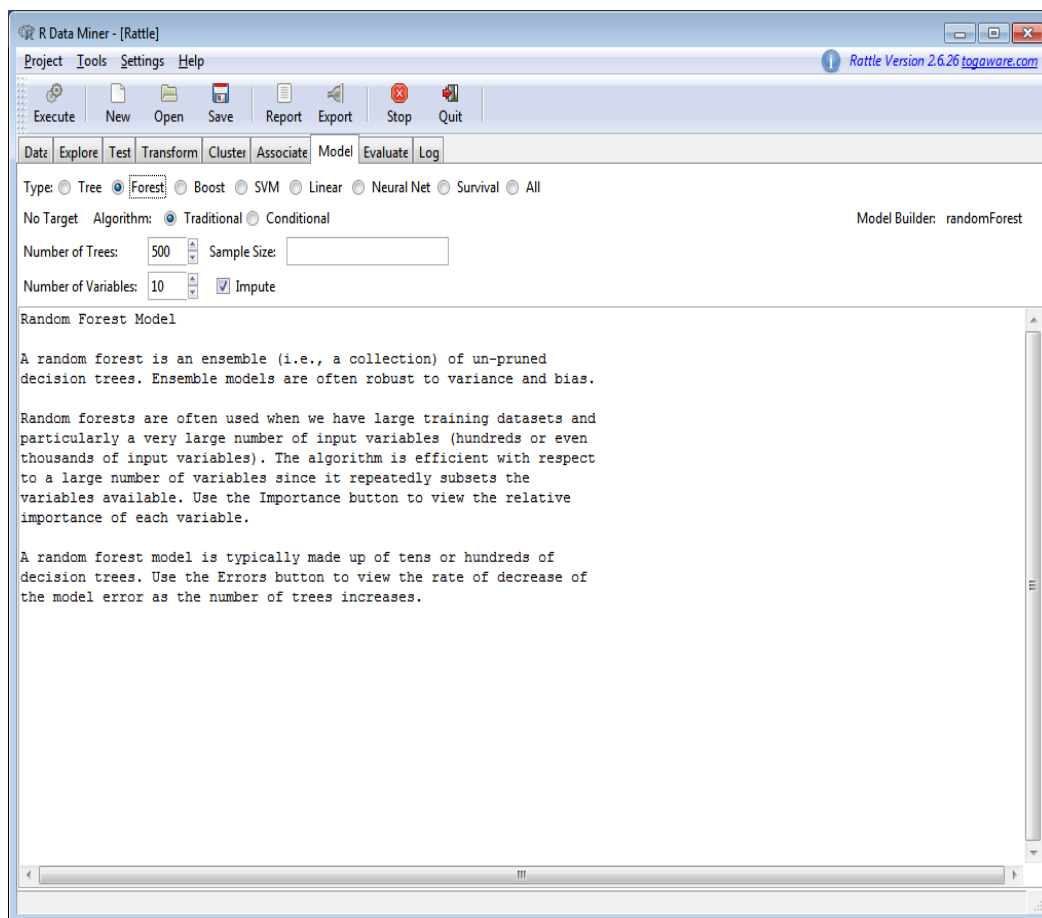 R Data Miner - [Rattle]
Project Tools Settings Help
Rattle Version 2.6.26 togaware.com
Execute New Open Save Report Export Stop Quit
Data Explore Test Transform Cluster Associate Model Evaluate Log
Type: Tree Forest Boost SVM Linear Neural Net Survival All
No Target Algorithm: Traditional Conditional Model Builder: randomForest
Number of Trees: 500 Sample Size:
Number of Variables: 10 Impute
Random Forest Model
A random forest is an ensemble (i.e., a collection) of un-pruned
decision trees. Ensemble models are often robust to variance and bias.
Random forests are often used when we have large training datasets and
particularly a very large number of input variables (hundreds or even
thousands of input variables). The algorithm is efficient with respect
to a large number of variables since it repeatedly subsets the
variables available. Use the Importance button to view the relative
importance of each variable.
A random forest model is typically made up of tens or hundreds of
decision trees. Use the Errors button to view the rate of decrease of
the model error as the number of trees increases.